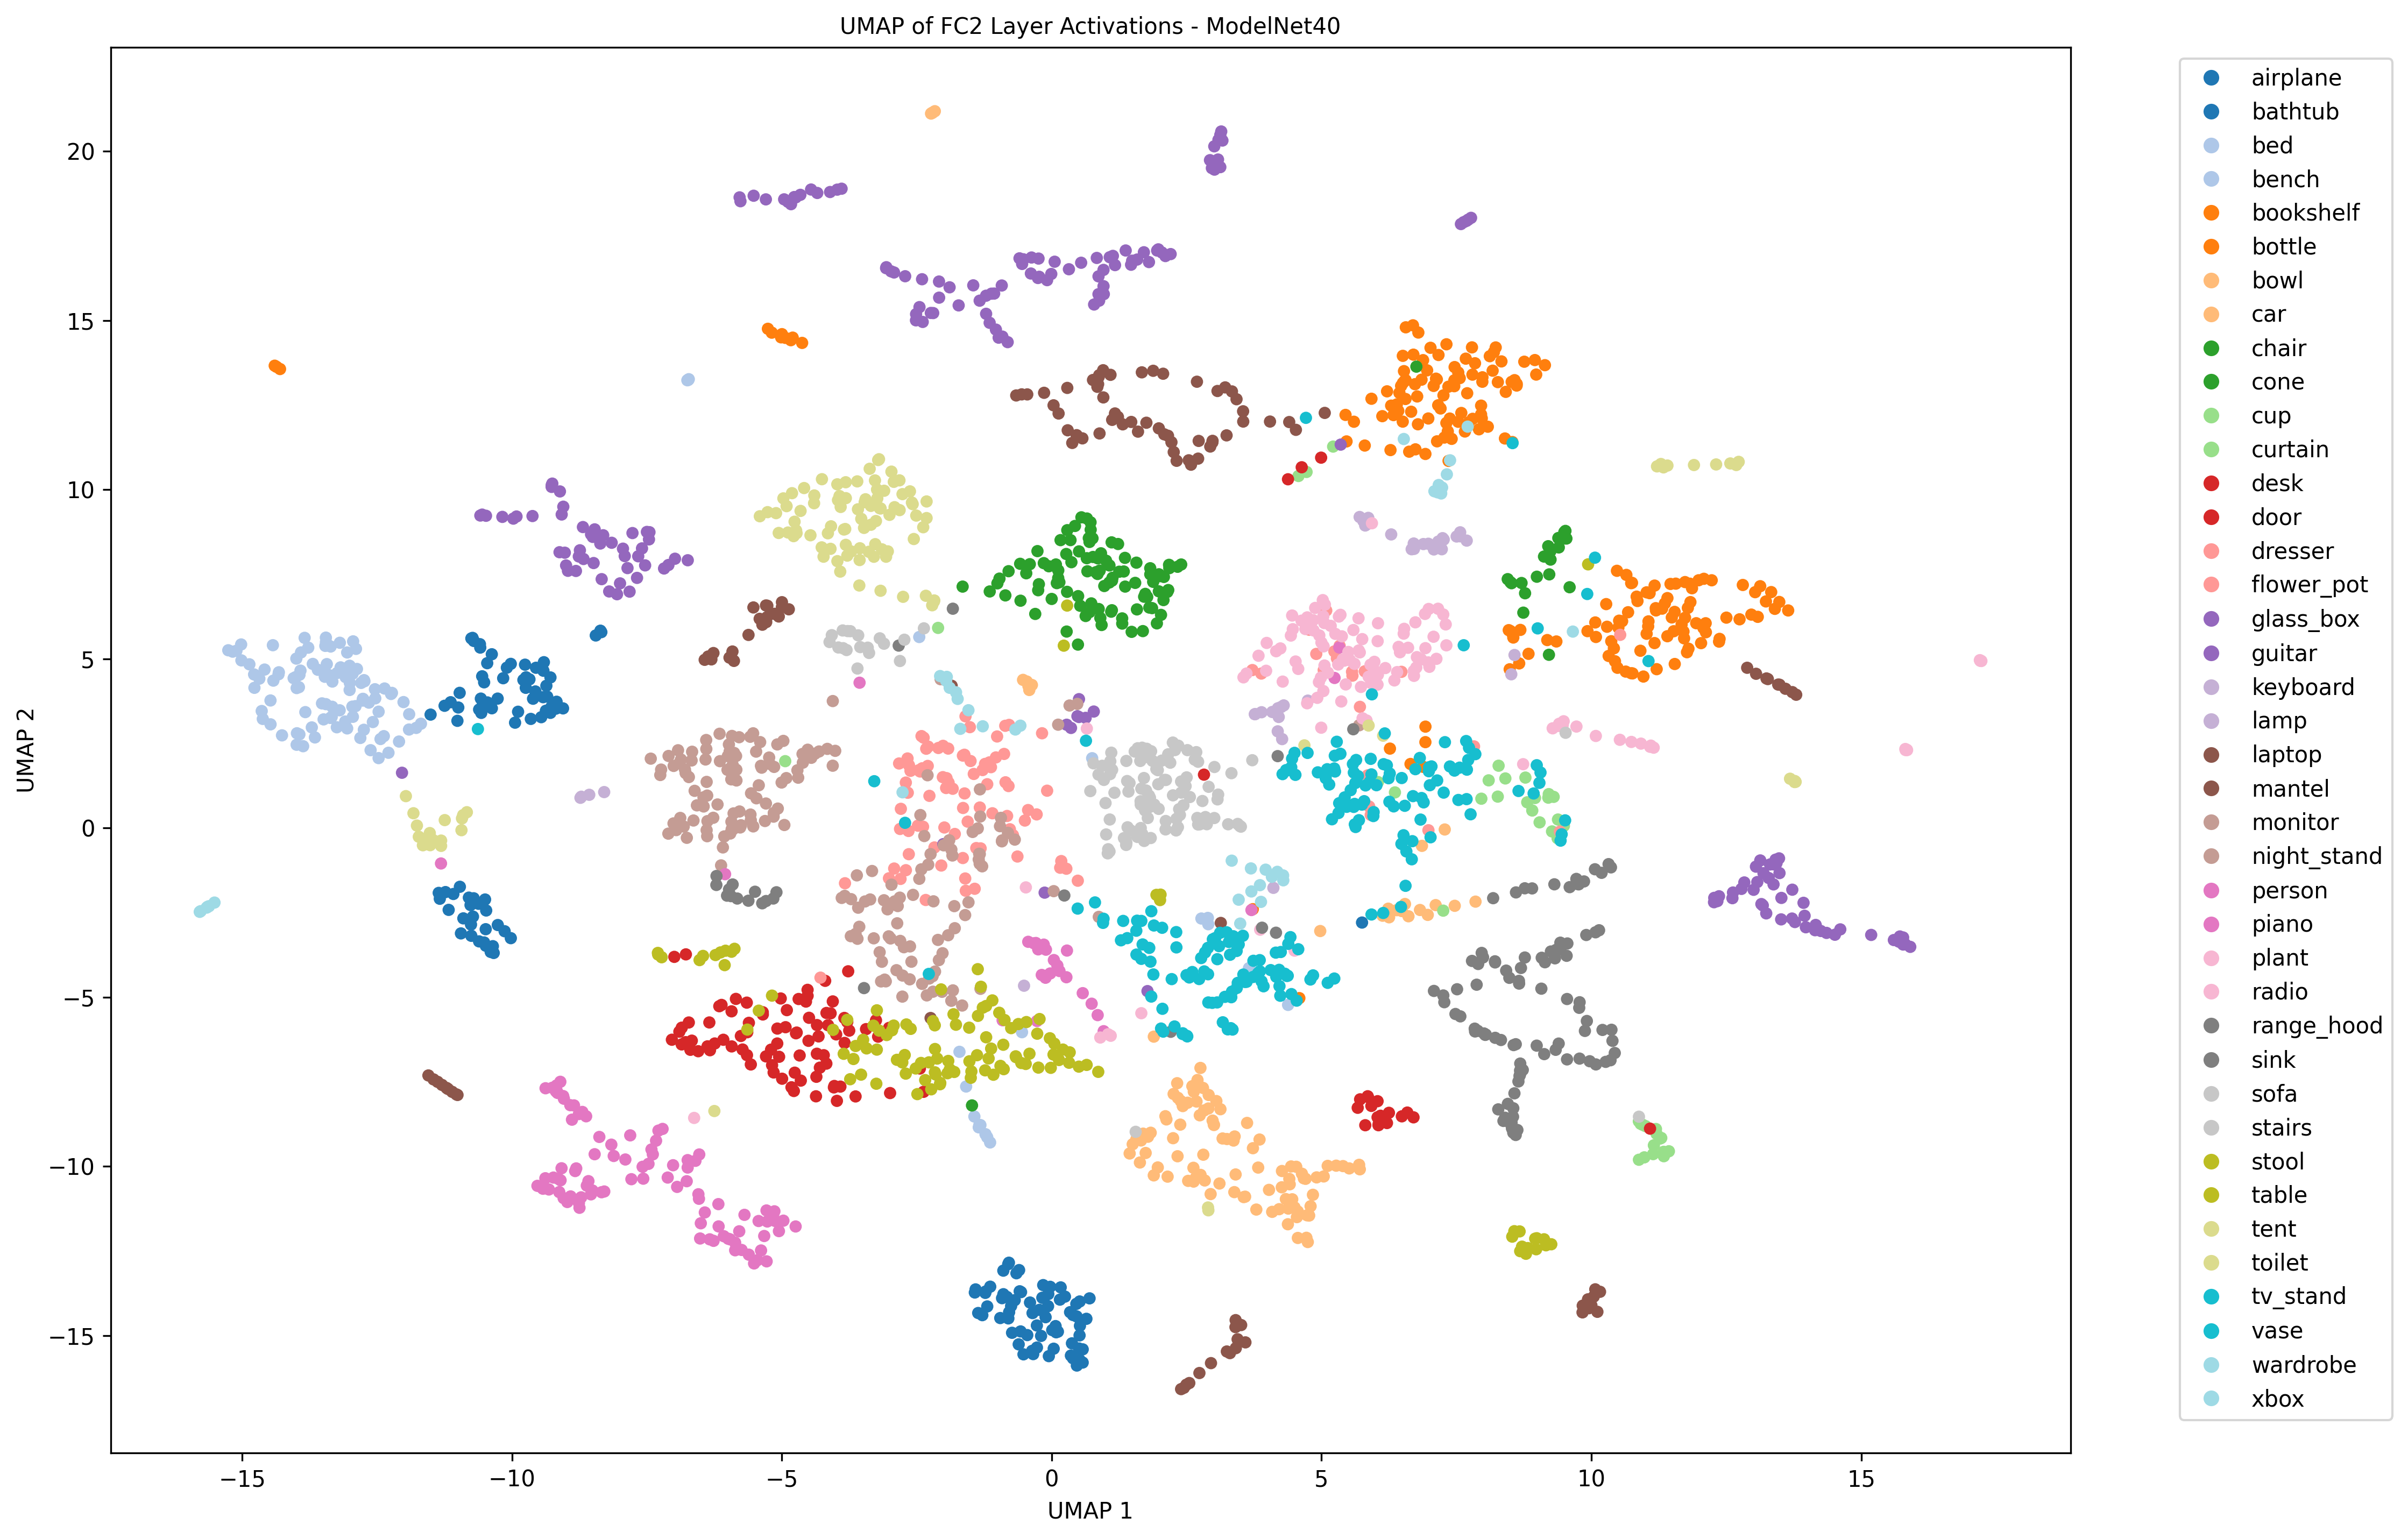 UMAP of FC2 Layer Activations - ModelNet40
20
15
10
5
0
−5
−10
−15
UMAP 2
−15
−10
−5
0
5
10
15
UMAP 1
airplane
bathtub
bed
bench
bookshelf
bottle
bowl
car
chair
cone
cup
curtain
desk
door
dresser
flower_pot
glass_box
guitar
keyboard
lamp
laptop
mantel
monitor
night_stand
person
piano
plant
radio
range_hood
sink
sofa
stairs
stool
table
tent
toilet
tv_stand
vase
wardrobe
xbox